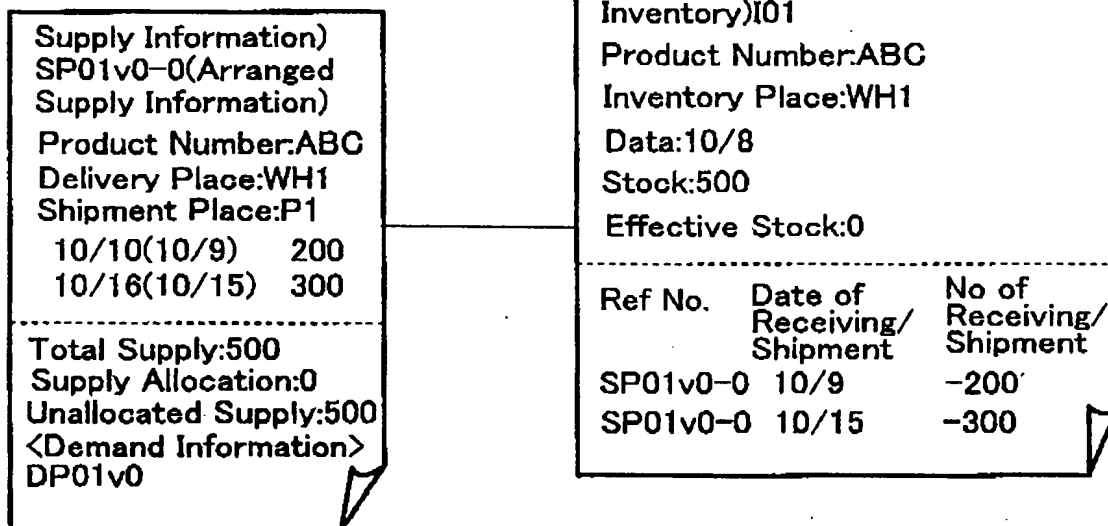 Supply Information)
SP01v0-0(Arranged
Supply Information)
Product Number:ABC
Delivery Place:WH1
Shipment Place:P1
10/10(10/9) 200
10/16(10/15) 300
Total Supply:500
Supply Allocation:0
Unallocated Supply:500
<Demand Information>
DP01v0
Inventory)I01
Product Number:ABC
Inventory Place:WH1
Data:10/8
Stock:500
Effective Stock:0
Ref No. Date of Receiving/ Shipment No of Receiving/ Shipment
SP01v0-0 10/9 -200
SP01v0-0 10/15 -300